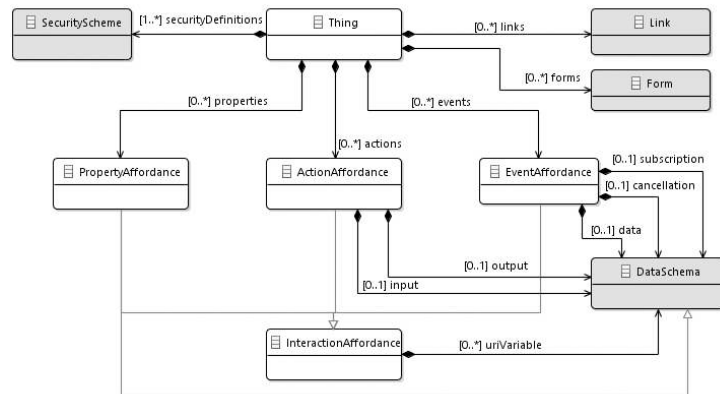 SecurityScheme
[1..*] securityDefinitions
Thing
[0..*] links
Link
[0..*] forms
Form
[0..*] properties
[0..*] events
[0..*] actions
PropertyAffordance
ActionAffordance
EventAffordance
[0..1] subscription
[0..1] cancellation
[0..1] data
[0..1] output
[0..1] input
DataSchema
InteractionAffordance
[0..*] uriVariable